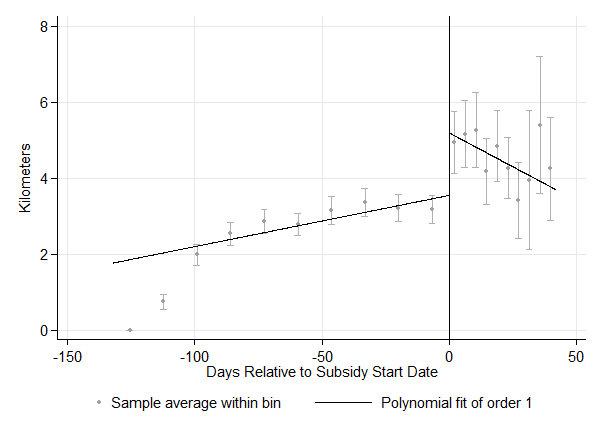 8
6
4
2
0
Kilometers
-150 -100 -50 0 50
Days Relative to Subsidy Start Date
Sample average within bin Polynomial fit of order 1